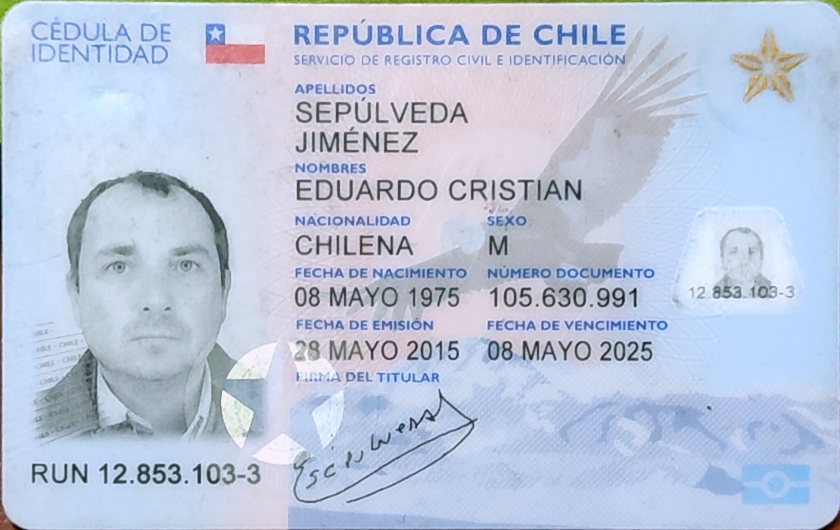 CÉDULA DE
IDENTIDAD
REPÚBLICA DE CHILE
SERVICIO DE REGISTRO CIVIL E IDENTIFICACIÓN
APELLIDOS
SEPÚLVEDA
JIMÉNEZ
NOMBRES
EDUARDO CRISTIAN
NACIONALIDAD SEXO
CHILENA M
FECHA DE NACIMIENTO NÚMERO DOCUMENTO
08 MAYO 1975 105.630.991
12.853.103-3
FECHA DE EMISIÓN FECHA DE VENCIMIENTO
28 MAYO 2015 08 MAYO 2025
FIRMA DEL TITULAR
RUN 12.853.103-3